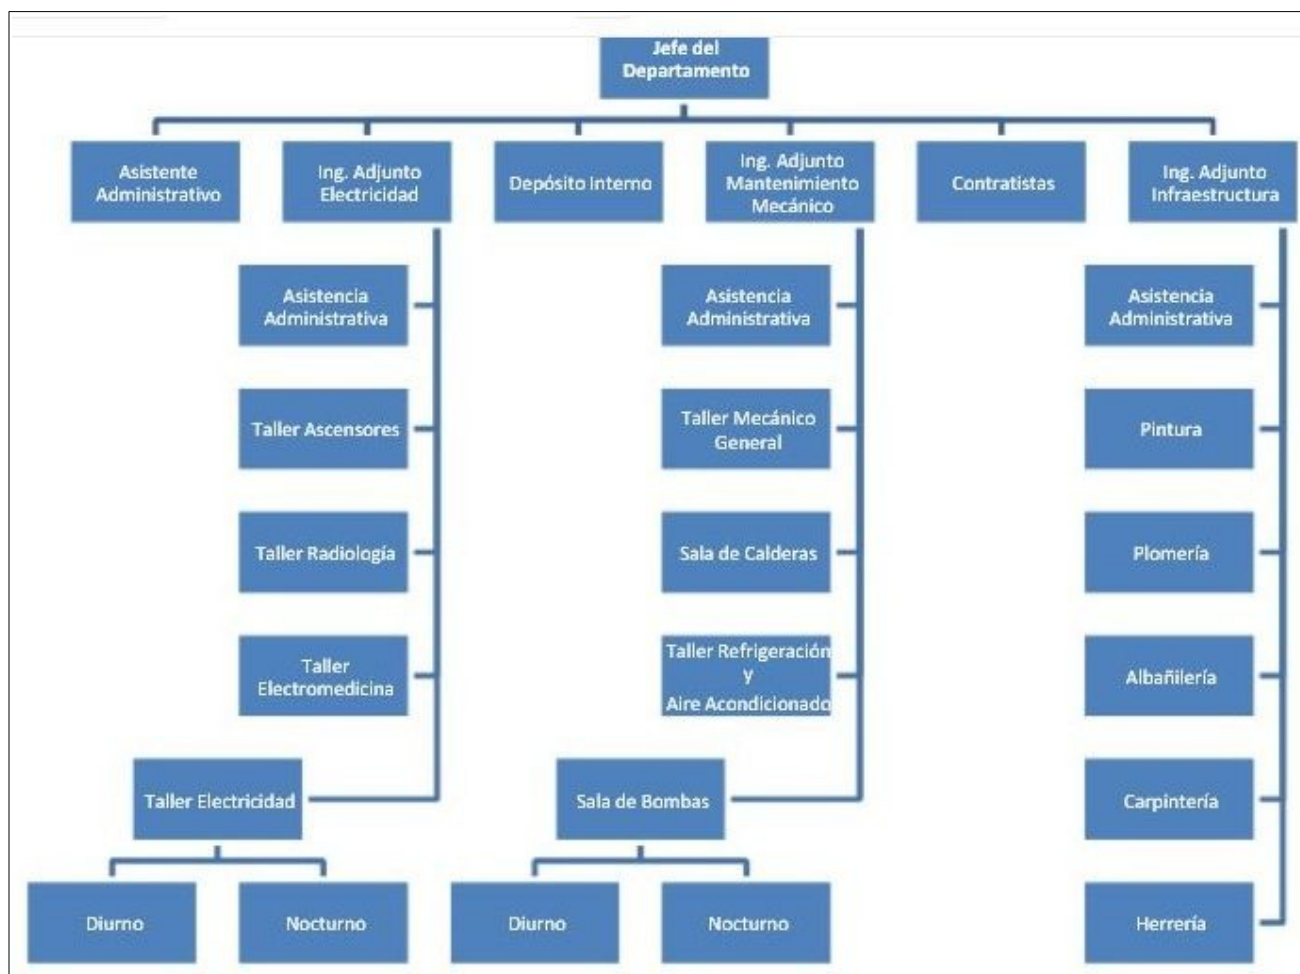 Jefe del
Departamento
Asistente
Administrativo
Ing. Adjunto
Electricidad
Depósito Interno
Ing. Adjunto
Mantenimiento
Mecánico
Contratistas
Ing. Adjunto
Infraestructura
Asistencia
Administrativa
Asistencia
Administrativa
Asistencia
Administrativa
Taller Ascensores
Taller Mecánico
General
Pintura
Taller Radiología
Sala de Calderas
Plomería
Taller
Electromedicina
Taller Refrigeración
y
Aire Acondicionado
Albañilería
Taller Electricidad
Sala de Bombas
Carpintería
Diurno
Nocturno
Diurno
Nocturno
Herrería